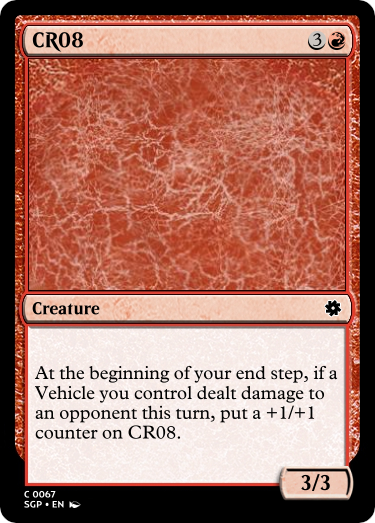 CR08 3
Creature
At the beginning of your end step, if a
Vehicle you control dealt damage to
an opponent this turn, put a +1/+1
counter on CR08.
3/3
C 0067
SGP • EN